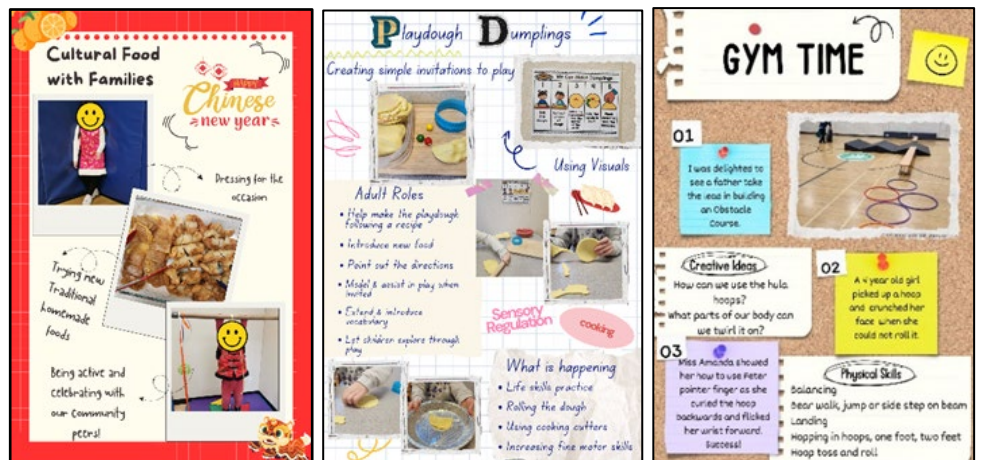 Cultural Food
with Families
HAPPY
Chinese
new year
Dressing for the
occasion
Trying new
Traditional
homemade
foods
Being active and
celebrating with
our community
peers!
Playdough Dumplings
Creating simple invitations to play
We Can Make Dumplings
1 2 3 4 5
Using Visuals
Adult Roles
• Help make the playdough
following a recipe
• Introduce new food
• Point out the directions
• Model & assist in play when
invited
• Extend & introduce
vocabulary
• Let children explore through
play
Sensory
Regulation
cooking
What is happening
• Life skills practice
• Rolling the dough
• Using cooking cutters
• Increasing fine motor skills
GYM TIME
01
I was delighted to
see a father take
the lead in building
an Obstacle
Course.
Creative Ideas
How can we use the hula
hoops?
what parts of our body can
we twirl it on?
02
A 4 year old girl
picked up a hoop
and crunched her
face when she
could not roll it.
03
Miss Amanda showed
her how to use Peter
pointer finger as she
curled the hoop
backwards and flicked
her wrist forward.
Success!
Physical Skills
Balancing
Bear walk, jump or side step on beam
Landing
Hopping in hoops, one foot, two feet
Hoop toss and roll